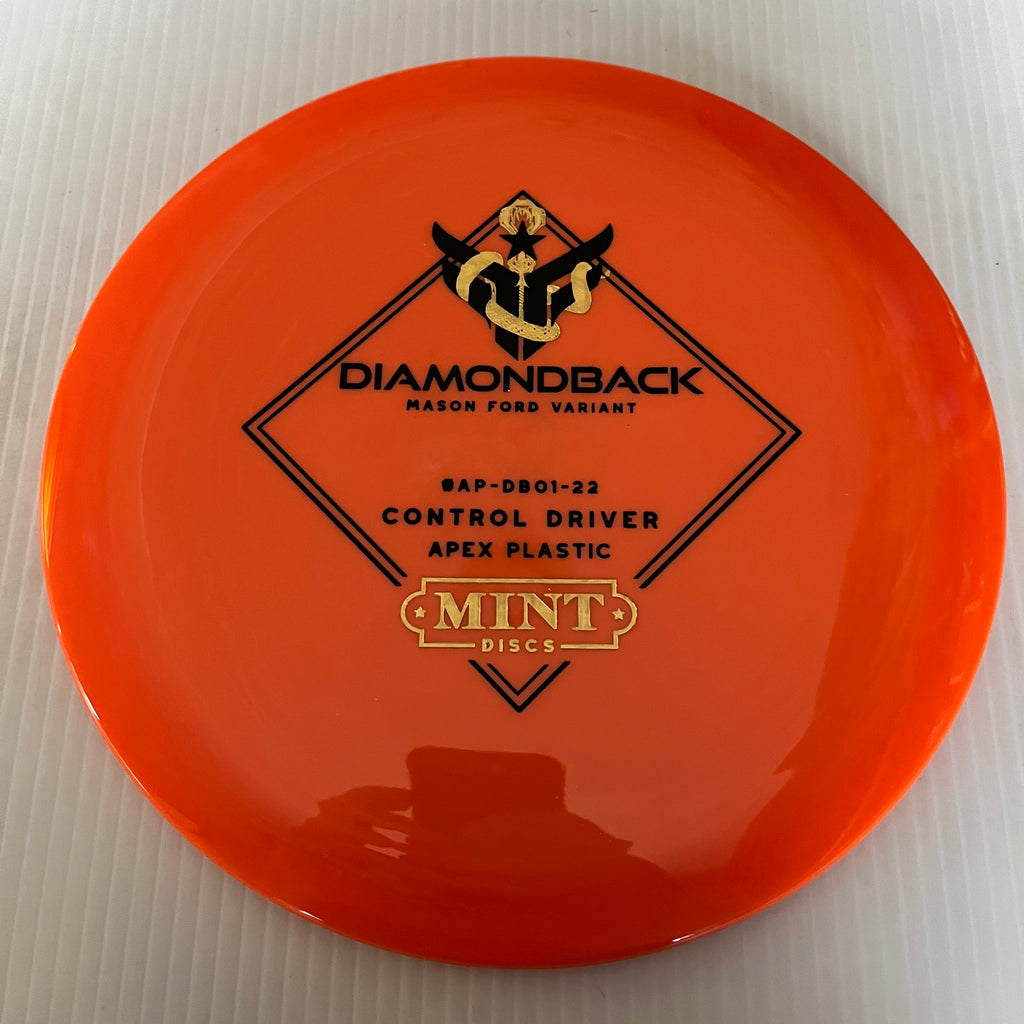 DIAMONDBACK
MASON FORD VARIANT
#AP-DB01-22
CONTROL DRIVER
APEX PLASTIC
MINT
DISCS